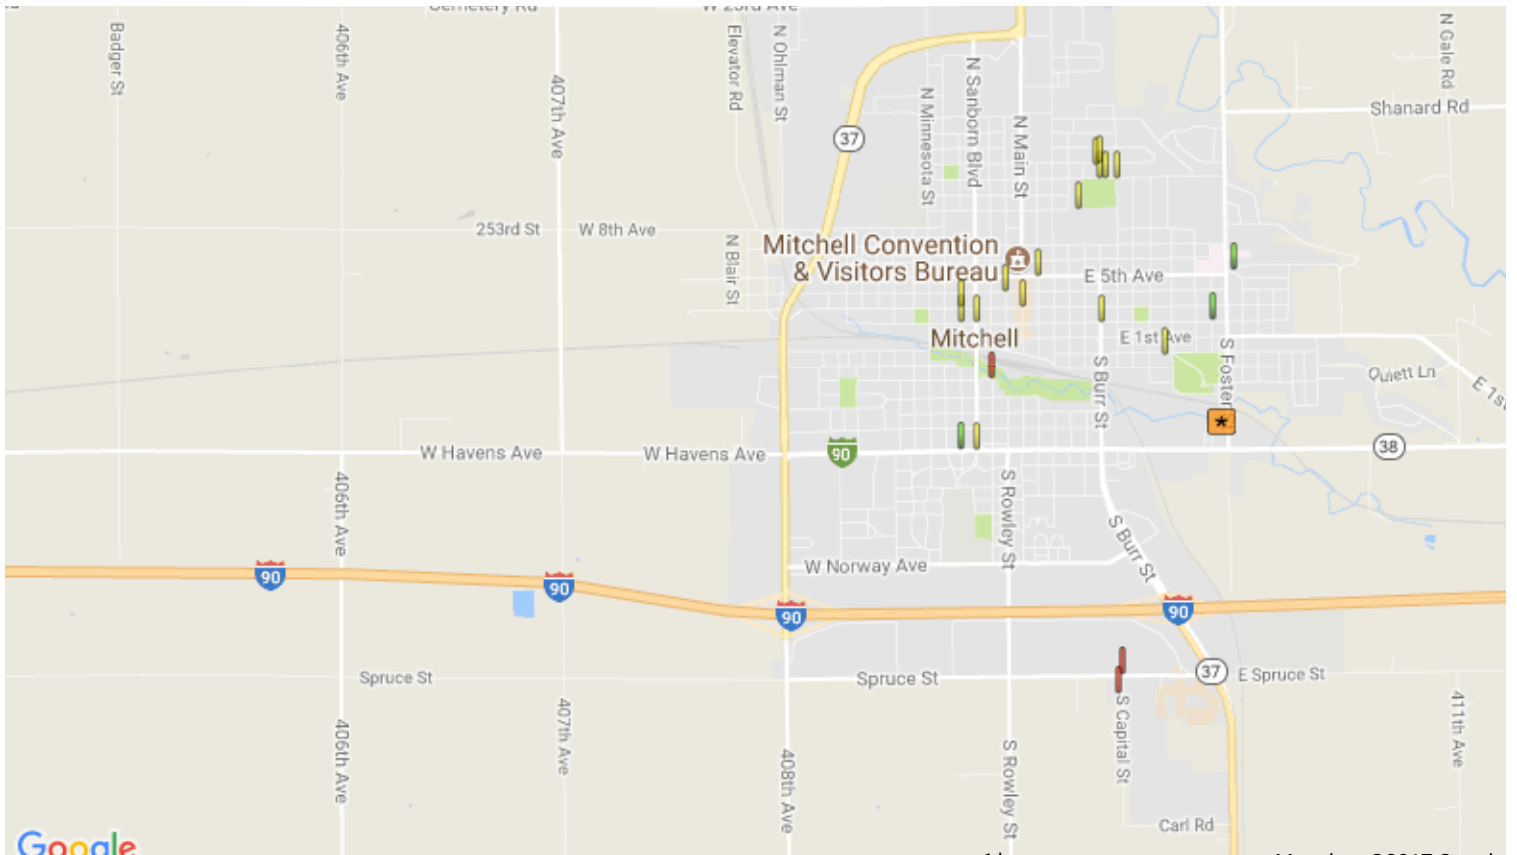 Cemetery Rd
W 23rd Ave
Badger St
406th Ave
407th Ave
Elevator Rd
N Ohlman St
N Minnesota St
N Sanborn Blvd
N Main St
N Gale Rd
Shanard Rd
37
253rd St
W 8th Ave
N Blair St
Mitchell Convention
& Visitors Bureau
E 5th Ave
Mitchell
E 1st Ave
S Foster
S Burr St
Quiett Ln
E 1st
W Havens Ave
W Havens Ave
90
38
406th Ave
S Rowley St
S Burr St
W Norway Ave
90
90
90
90
Spruce St
Spruce St
37
E Spruce St
406th Ave
407th Ave
408th Ave
S Rowley St
S Capital St
411th Ave
Carl Rd
Google